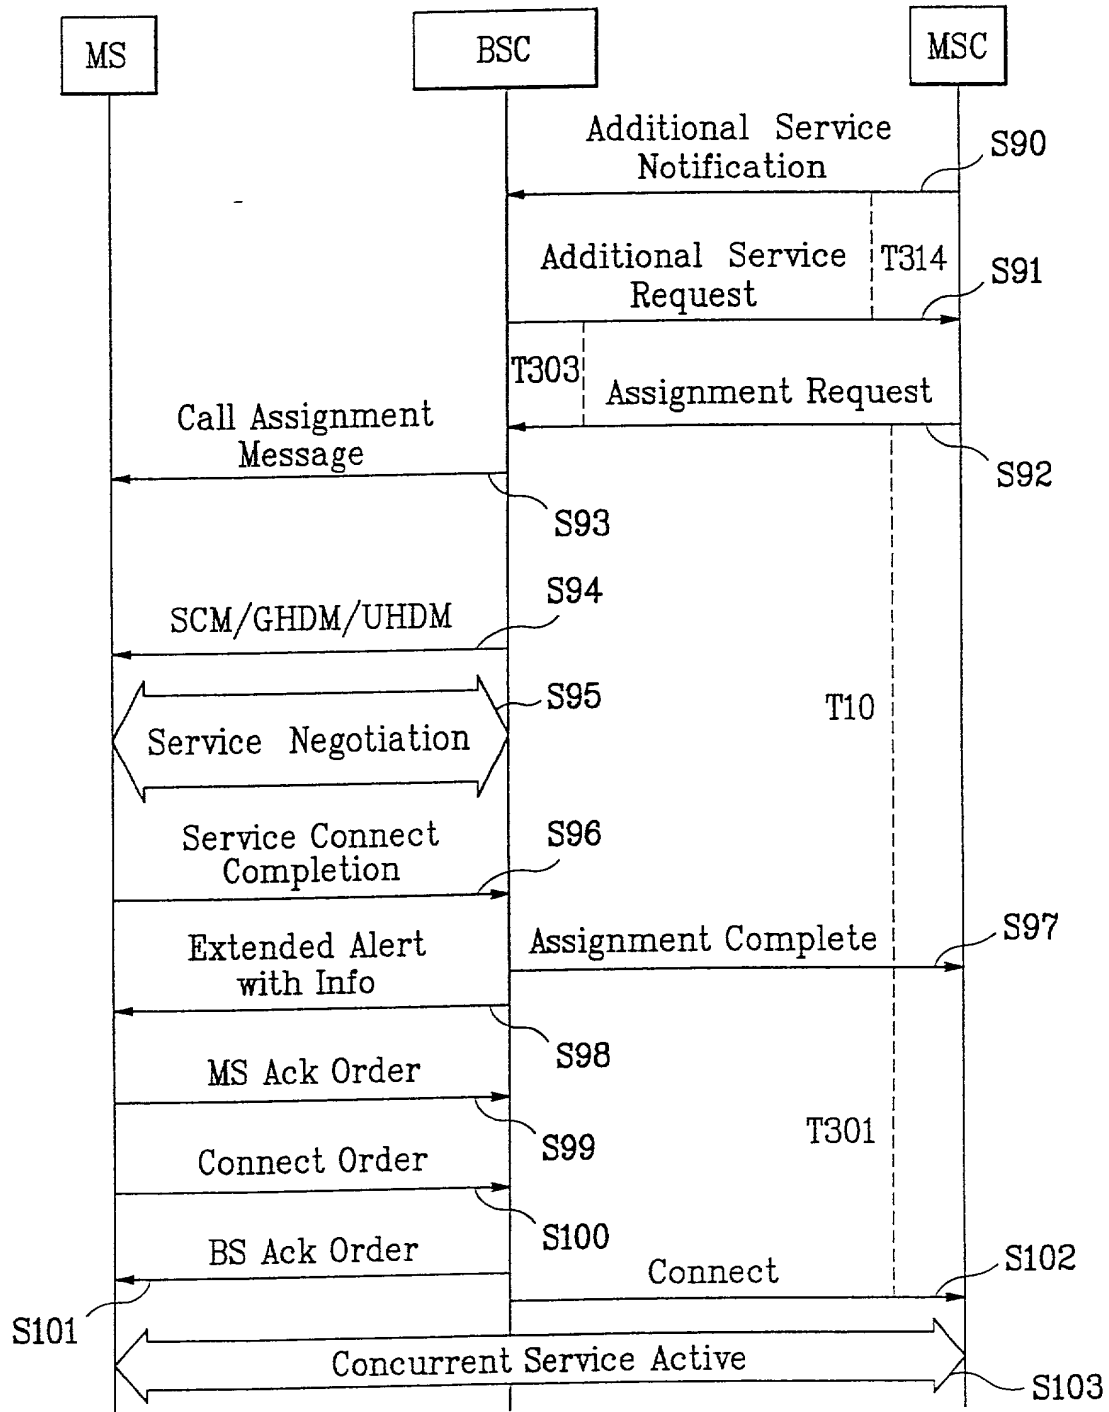 MS
BSC
MSC
Additional Service
Notification
S90
Additional Service
Request
T314
S91
T303
Assignment Request
Call Assignment
Message
S92
S93
S94
SCM/GHDM/UHDM
S95
Service Negotiation
T10
Service Connect
Completion
S96
Extended Alert
with Info
Assignment Complete
S97
S98
MS Ack Order
S99
T301
Connect Order
S100
BS Ack Order
Connect
S102
S101
Concurrent Service Active
S103